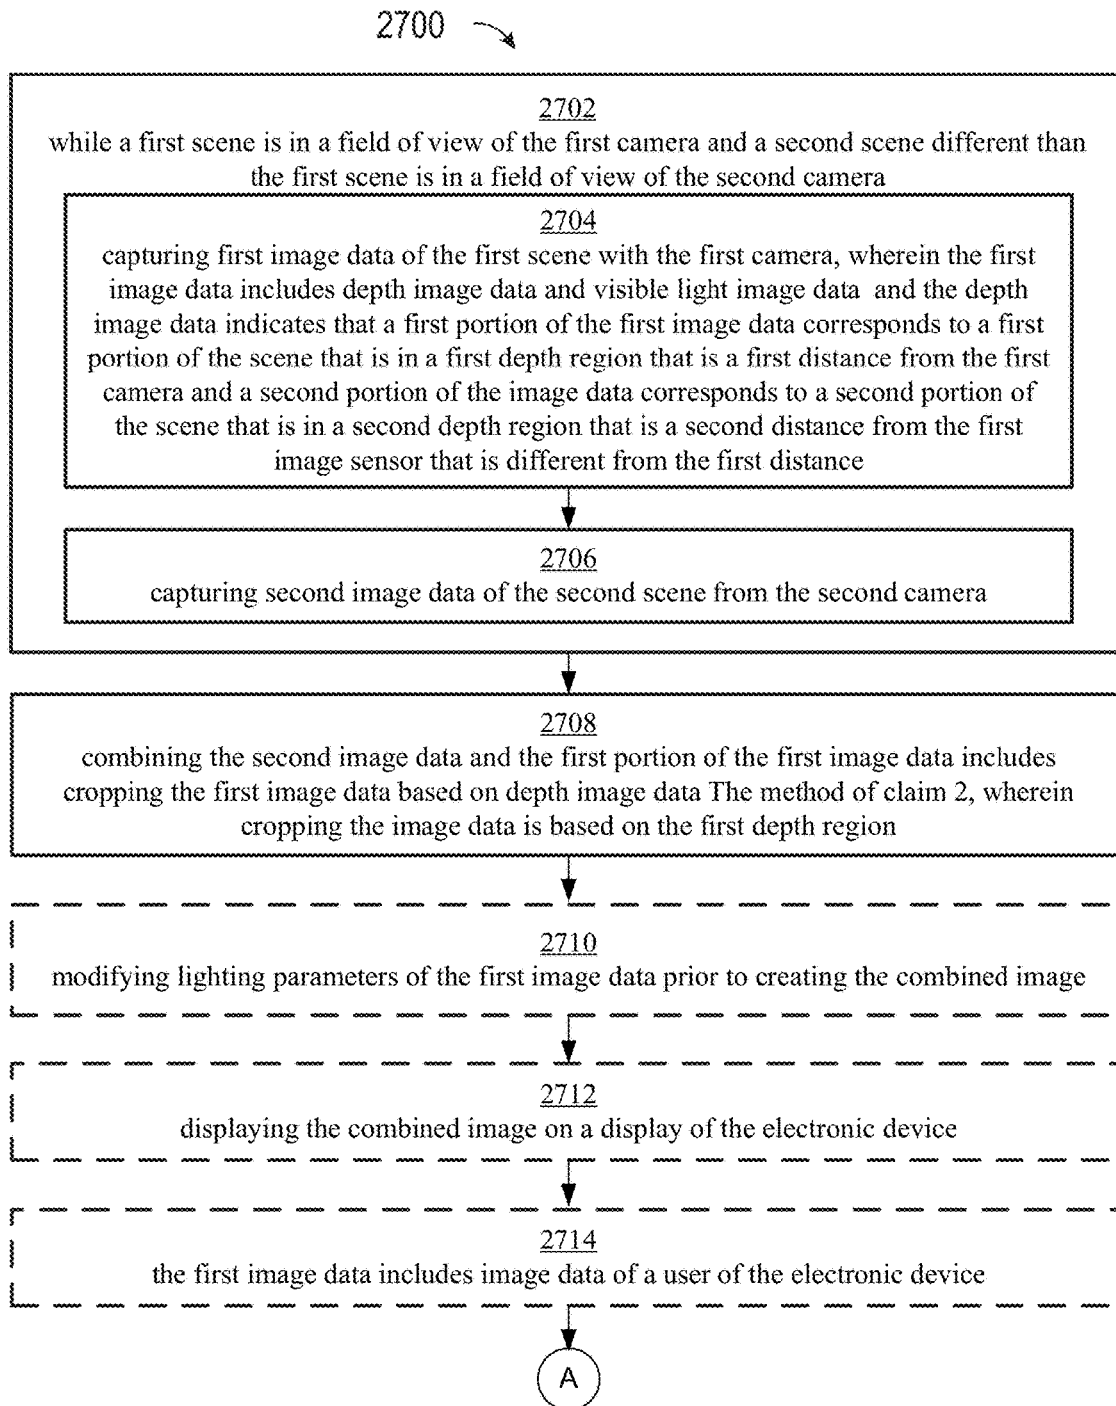 2700
2702
while a first scene is in a field of view of the first camera and a second scene different than
the first scene is in a field of view of the second camera
2704
capturing first image data of the first scene with the first camera, wherein the first
image data includes depth image data and visible light image data and the depth
image data indicates that a first portion of the first image data corresponds to a first
portion of the scene that is in a first depth region that is a first distance from the first
camera and a second portion of the image data corresponds to a second portion of
the scene that is in a second depth region that is a second distance from the first
image sensor that is different from the first distance
2706
capturing second image data of the second scene from the second camera
2708
combining the second image data and the first portion of the first image data includes
cropping the first image data based on depth image data The method of claim 2, wherein
cropping the image data is based on the first depth region
2710
modifying lighting parameters of the first image data prior to creating the combined image
2712
displaying the combined image on a display of the electronic device
2714
the first image data includes image data of a user of the electronic device
A